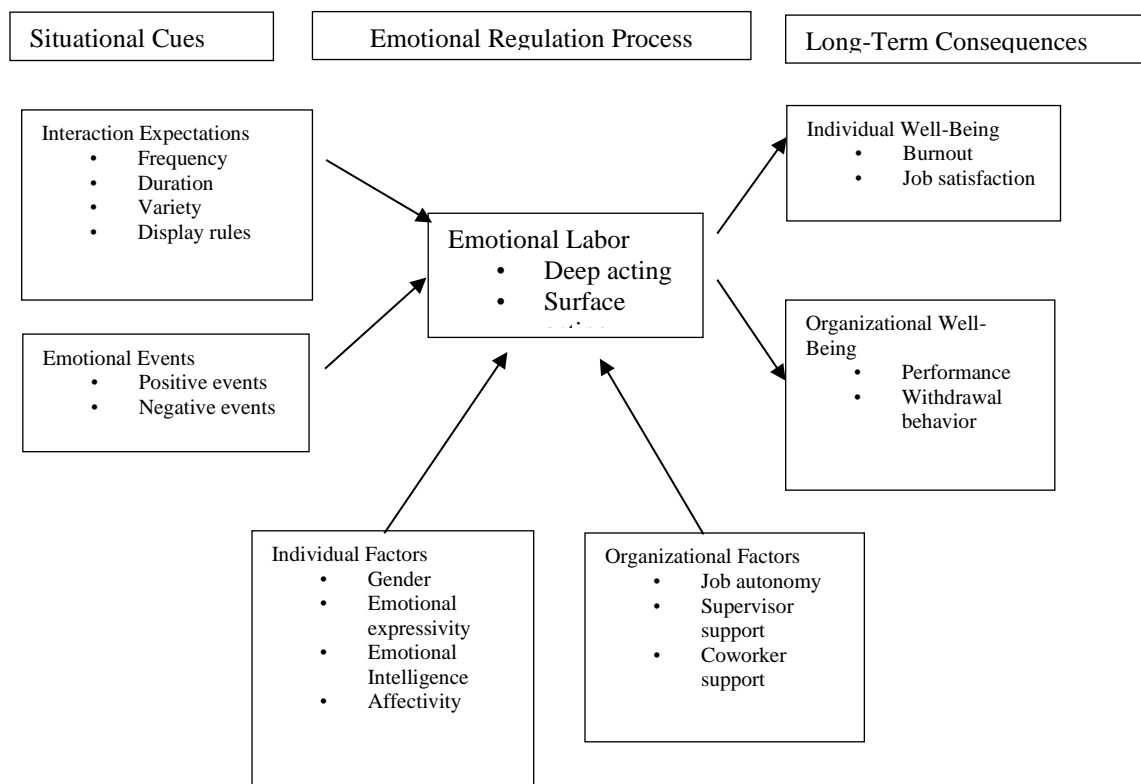 Situational Cues
Emotional Regulation Process
Long-Term Consequences
Interaction Expectations
• Frequency
• Duration
• Variety
• Display rules
Emotional Events
• Positive events
• Negative events
Emotional Labor
• Deep acting
• Surface
Individual Well-Being
• Burnout
• Job satisfaction
Organizational Well-
Being
• Performance
• Withdrawal
behavior
Individual Factors
• Gender
• Emotional
expressivity
• Emotional
Intelligence
• Affectivity
Organizational Factors
• Job autonomy
• Supervisor
support
• Coworker
support